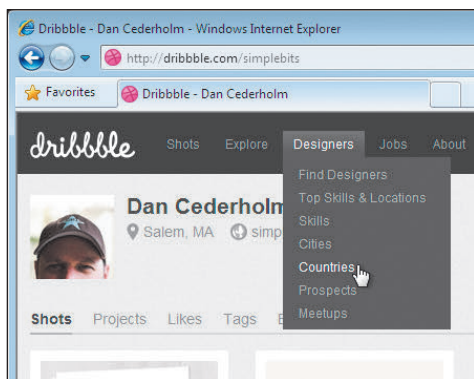 Dribbble - Dan Cederholm - Windows Internet Explorer
http://dribbble.com/simplebits
Favorites Dribbble - Dan Cederholm
dribbble Shots Explore Designers Jobs About
Find Designers
Top Skills & Locations
Skills
Cities
Countries
Prospects
Meetups
Dan Cederholm
Salem, MA simp
Shots Projects Likes Tags